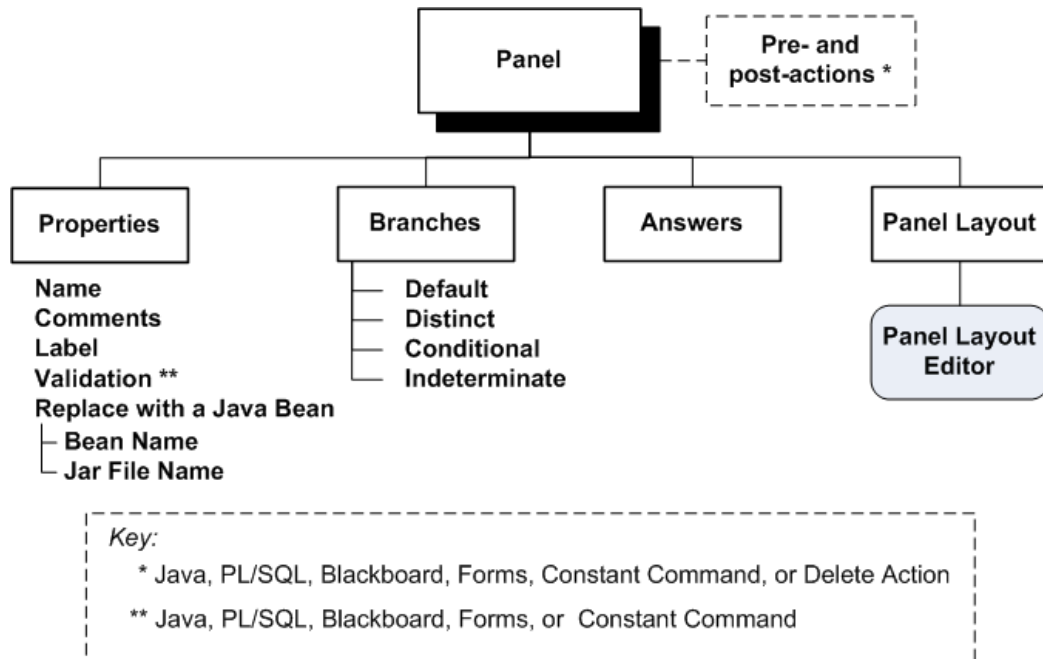 Panel
Pre- and
post-actions *
Properties
Branches
Answers
Panel Layout
Name
Comments
Label
Validation **
Replace with a Java Bean
Bean Name
Jar File Name
Default
Distinct
Conditional
Indeterminate
Panel Layout
Editor
Key:
* Java, PL/SQL, Blackboard, Forms, Constant Command, or Delete Action
** Java, PL/SQL, Blackboard, Forms, or Constant Command